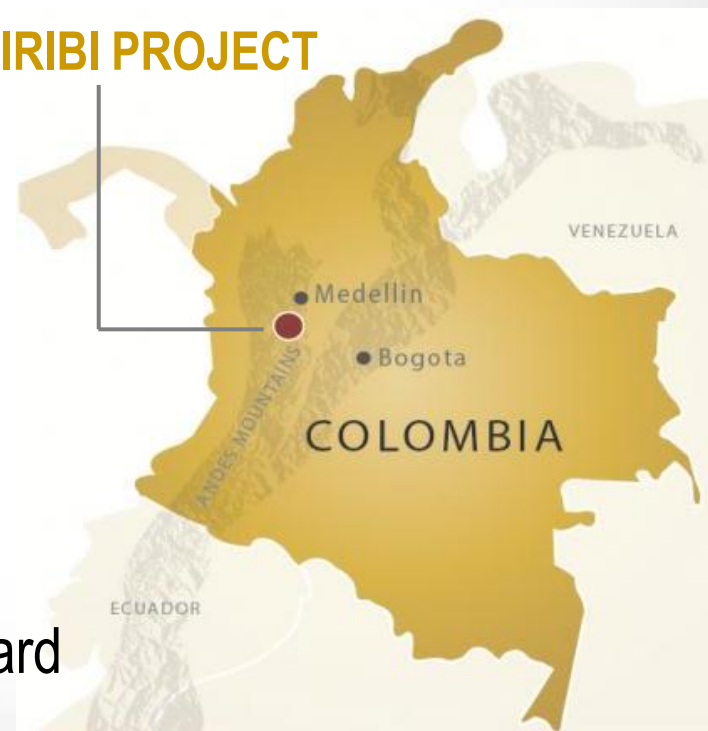 IRIBI PROJECT
VENEZUELA
Medellin
Bogota
ANDES MOUNTAINS
COLOMBIA
ECUADOR
ard